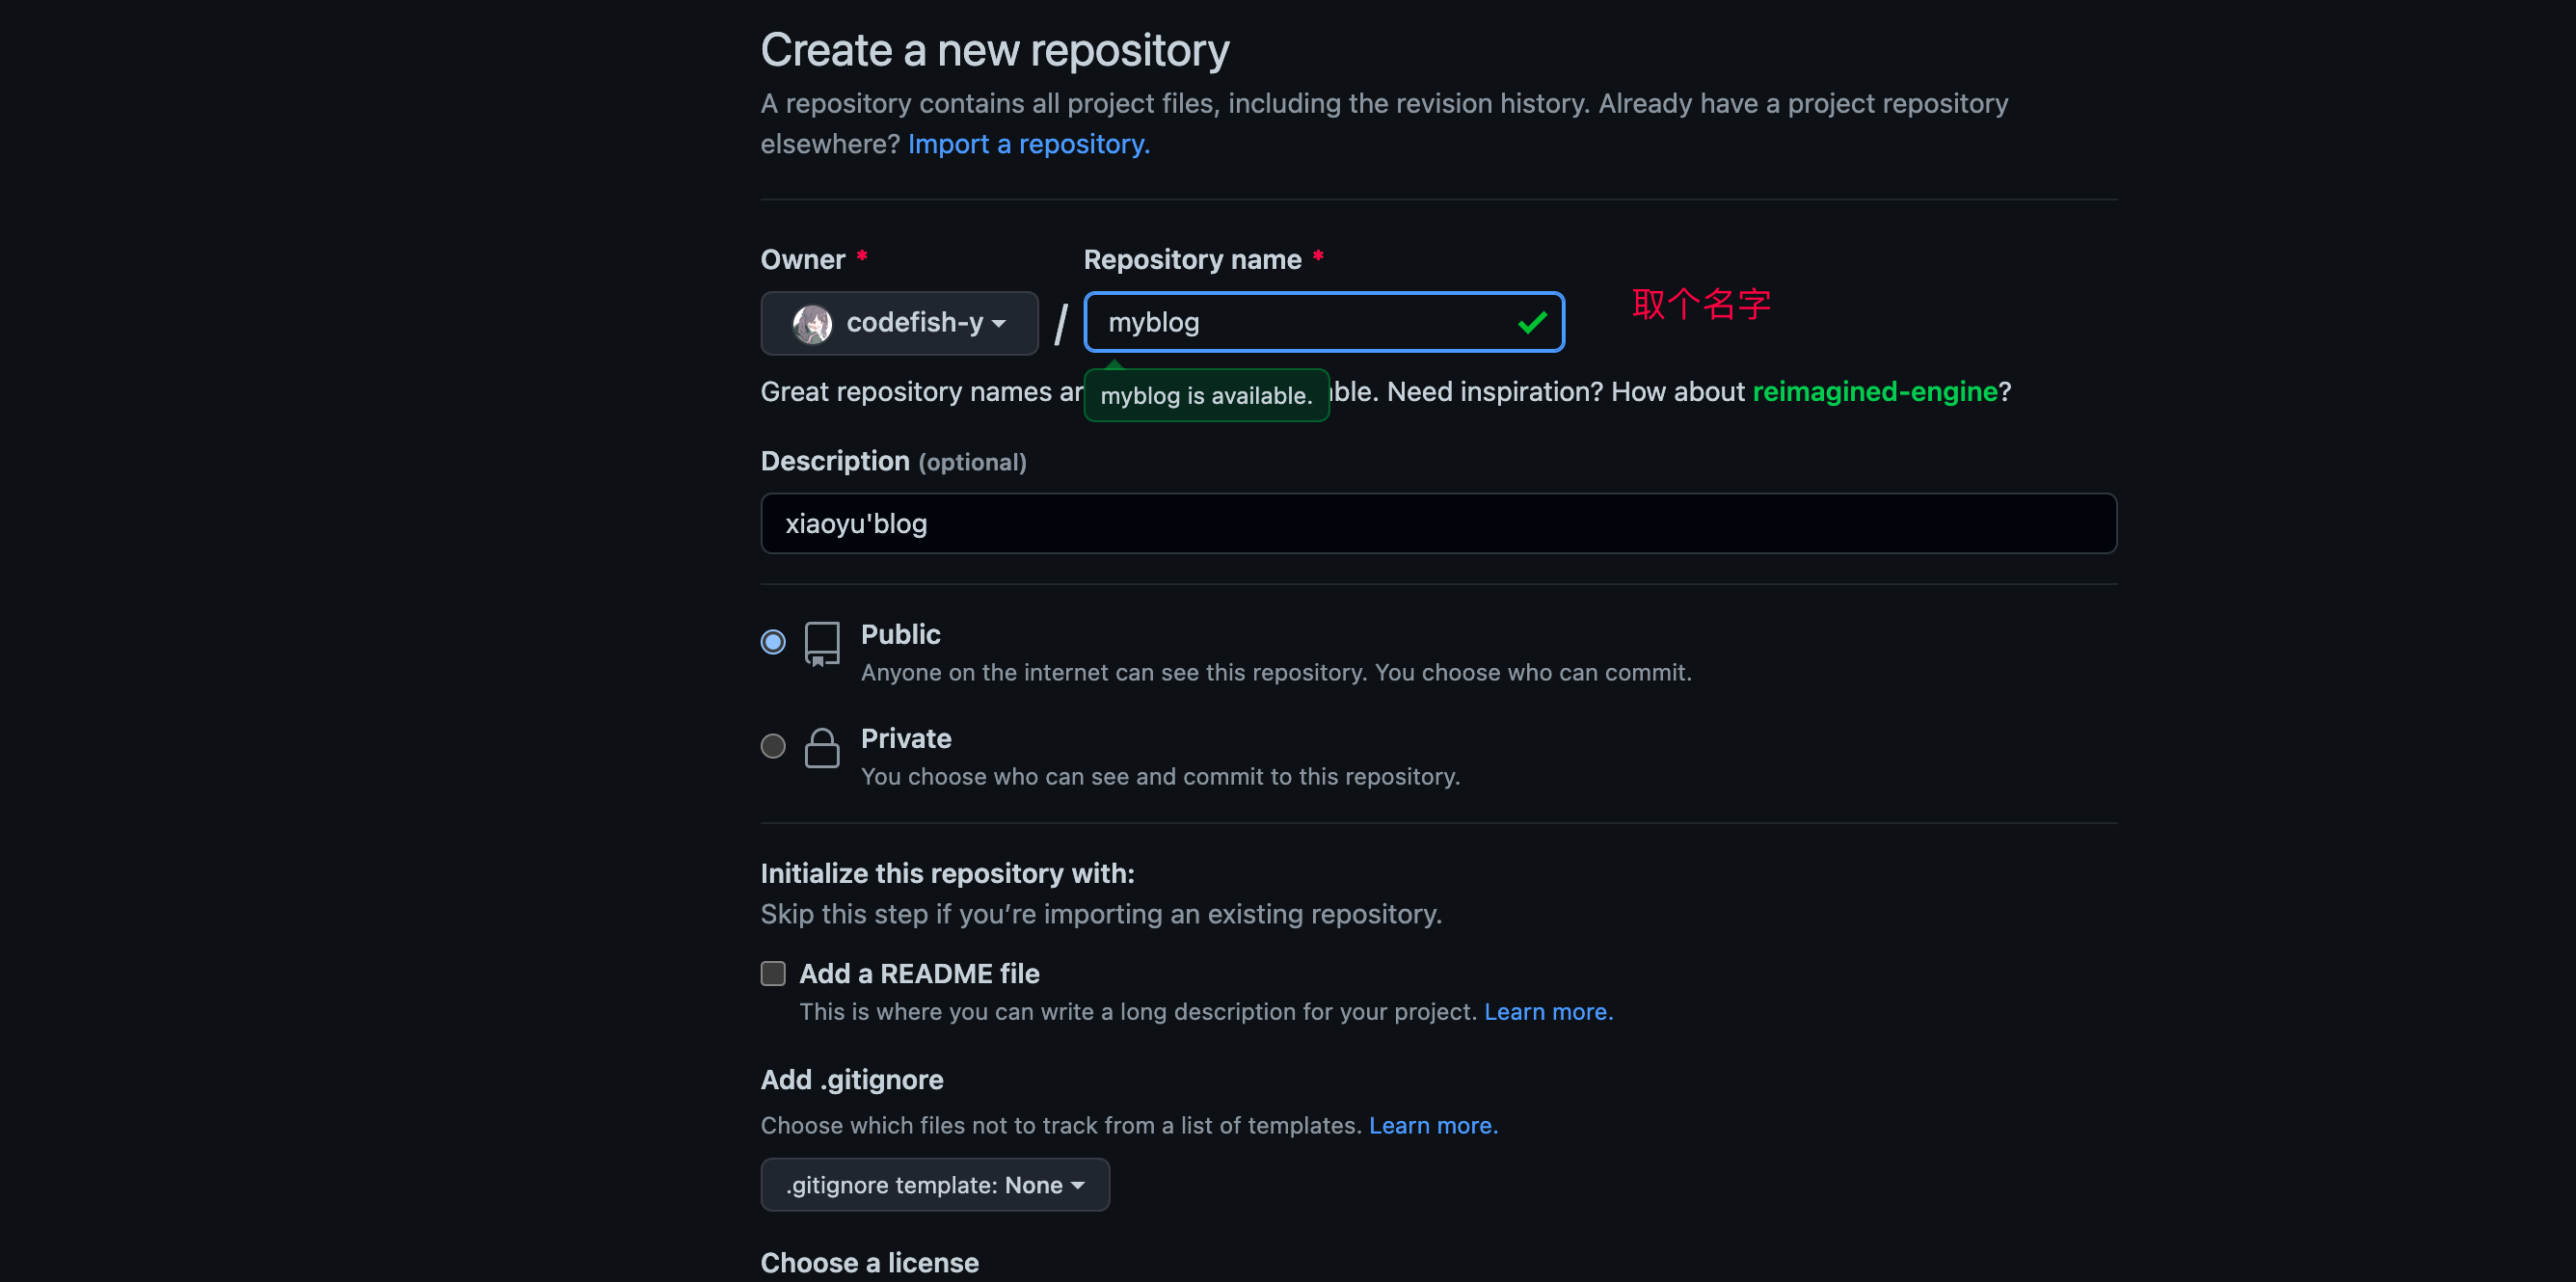 Create a new repository
A repository contains all project files, including the revision history. Already have a project repository
elsewhere? Import a repository.
Owner *
Repository name *
codefish-y
/
myblog
取个名字
Great repository names ar
myblog is available.
ble. Need inspiration? How about reimagined-engine?
Description (optional)
xiaoyu'blog
Public
Anyone on the internet can see this repository. You choose who can commit.
Private
You choose who can see and commit to this repository.
Initialize this repository with:
Skip this step if you’re importing an existing repository.
Add a README file
This is where you can write a long description for your project. Learn more.
Add .gitignore
Choose which files not to track from a list of templates. Learn more.
.gitignore template: None
Choose a license